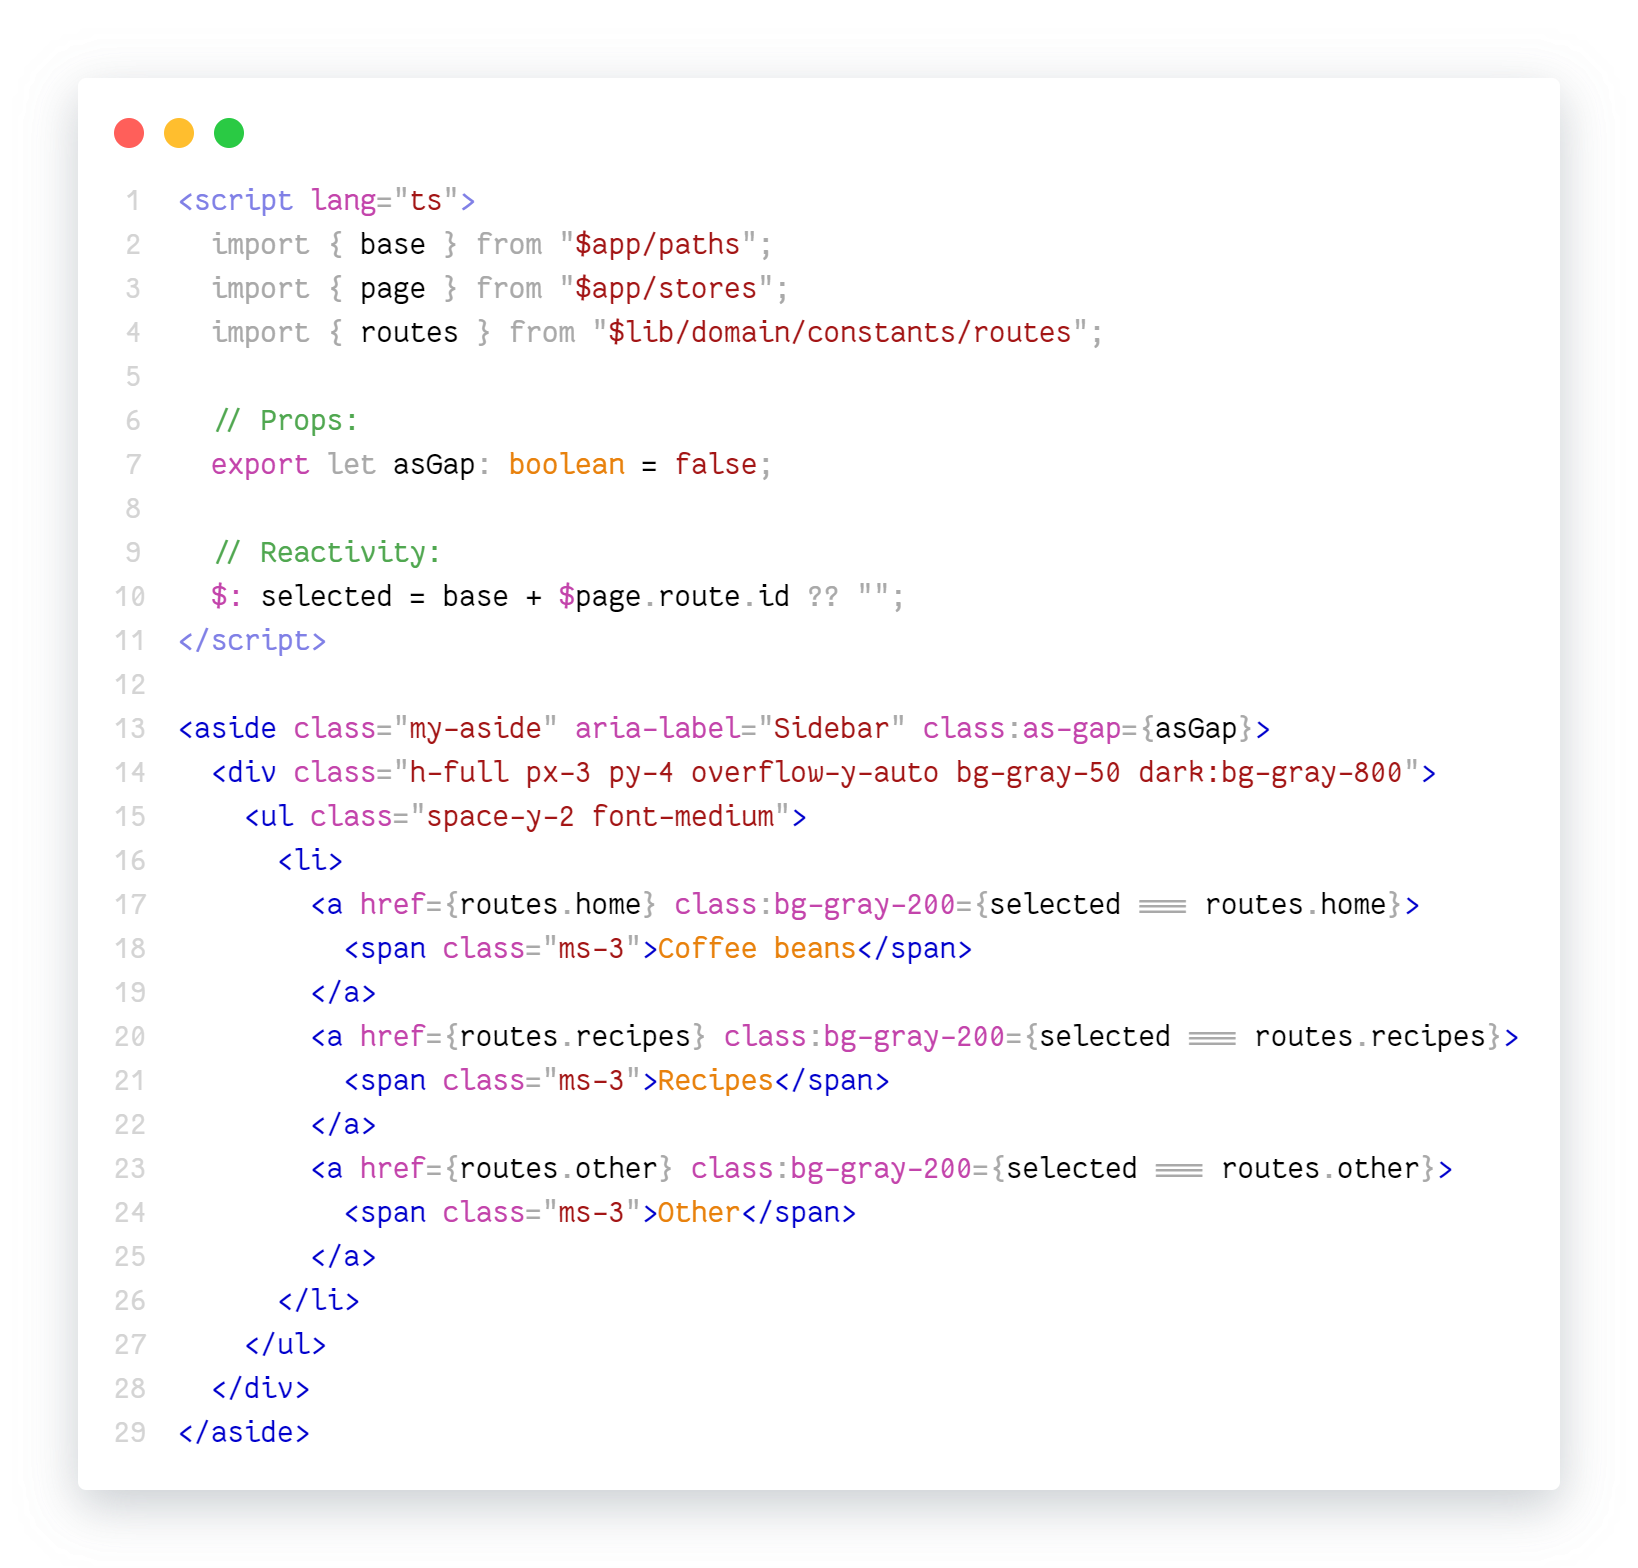 1 <script lang="ts">
2   import { base } from "$app/paths";
3   import { page } from "$app/stores";
4   import { routes } from "$lib/domain/constants/routes";
5
6   // Props:
7   export let asGap: boolean = false;
8
9   // Reactivity:
10   $: selected = base + $page.route.id ?? "";
11 </script>
12
13 <aside class="my-aside" aria-label="Sidebar" class:as-gap={asGap}>
14   <div class="h-full px-3 py-4 overflow-y-auto bg-gray-50 dark:bg-gray-800">
15     <ul class="space-y-2 font-medium">
16       <li>
17         <a href={routes.home} class:bg-gray-200={selected === routes.home}>
18           <span class="ms-3">Coffee beans</span>
19         </a>
20         <a href={routes.recipes} class:bg-gray-200={selected === routes.recipes}>
21           <span class="ms-3">Recipes</span>
22         </a>
23         <a href={routes.other} class:bg-gray-200={selected === routes.other}>
24           <span class="ms-3">Other</span>
25         </a>
26       </li>
27     </ul>
28   </div>
29 </aside>